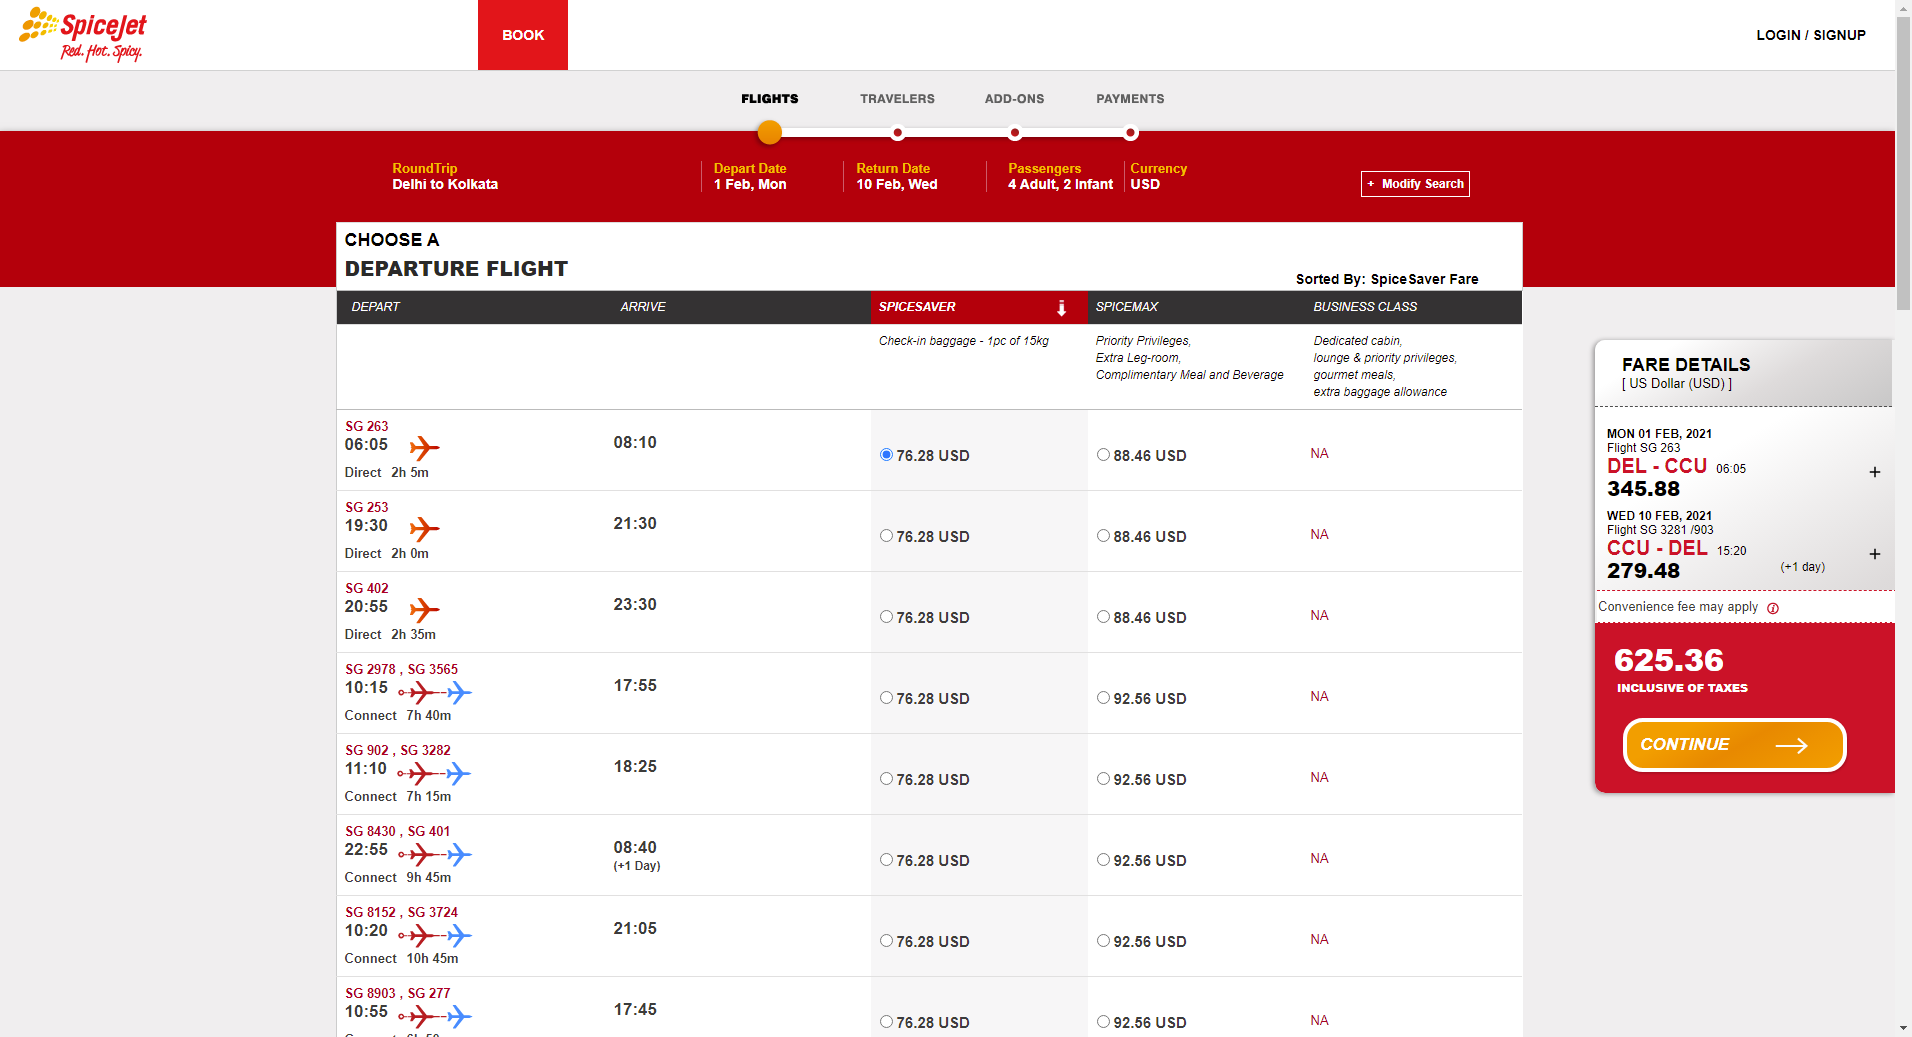 SpiceJet
Red. Hot. Spicy.
BOOK
LOGIN / SIGNUP
FLIGHTS
TRAVELERS
ADD-ONS
PAYMENTS
RoundTrip
Delhi to Kolkata
Depart Date
1 Feb, Mon
Return Date
10 Feb, Wed
Passengers
4 Adult, 2 Infant
Currency
USD
+ Modify Search
CHOOSE A
DEPARTURE FLIGHT
Sorted By: SpiceSaver Fare
DEPART ARRIVE SPICESAVER SPICEMAX BUSINESS CLASS
Check-in baggage - 1pc of 15kg
Priority Privileges,
Extra Leg-room,
Complimentary Meal and Beverage
Dedicated cabin,
lounge & priority privileges,
gourmet meals,
extra baggage allowance
SG 263
06:05 08:10
76.28 USD 88.46 USD NA
Direct 2h 5m
SG 253
19:30 21:30
76.28 USD 88.46 USD NA
Direct 2h 0m
SG 402
20:55 23:30
76.28 USD 88.46 USD NA
Direct 2h 35m
SG 2978 , SG 3565
10:15 17:55
76.28 USD 92.56 USD NA
Connect 7h 40m
SG 902 , SG 3282
11:10 18:25
76.28 USD 92.56 USD NA
Connect 7h 15m
SG 8430 , SG 401
22:55 08:40
(+1 Day)
76.28 USD 92.56 USD NA
Connect 9h 45m
SG 8152 , SG 3724
10:20 21:05
76.28 USD 92.56 USD NA
Connect 10h 45m
SG 8903 , SG 277
10:55 17:45
76.28 USD 92.56 USD NA
FARE DETAILS
[ US Dollar (USD) ]
MON 01 FEB, 2021
Flight SG 263
DEL - CCU 06:05
+
345.88
WED 10 FEB, 2021
Flight SG 3281 /903
CCU - DEL 15:20
+
279.48 (+1 day)
Convenience fee may apply i
625.36
INCLUSIVE OF TAXES
CONTINUE